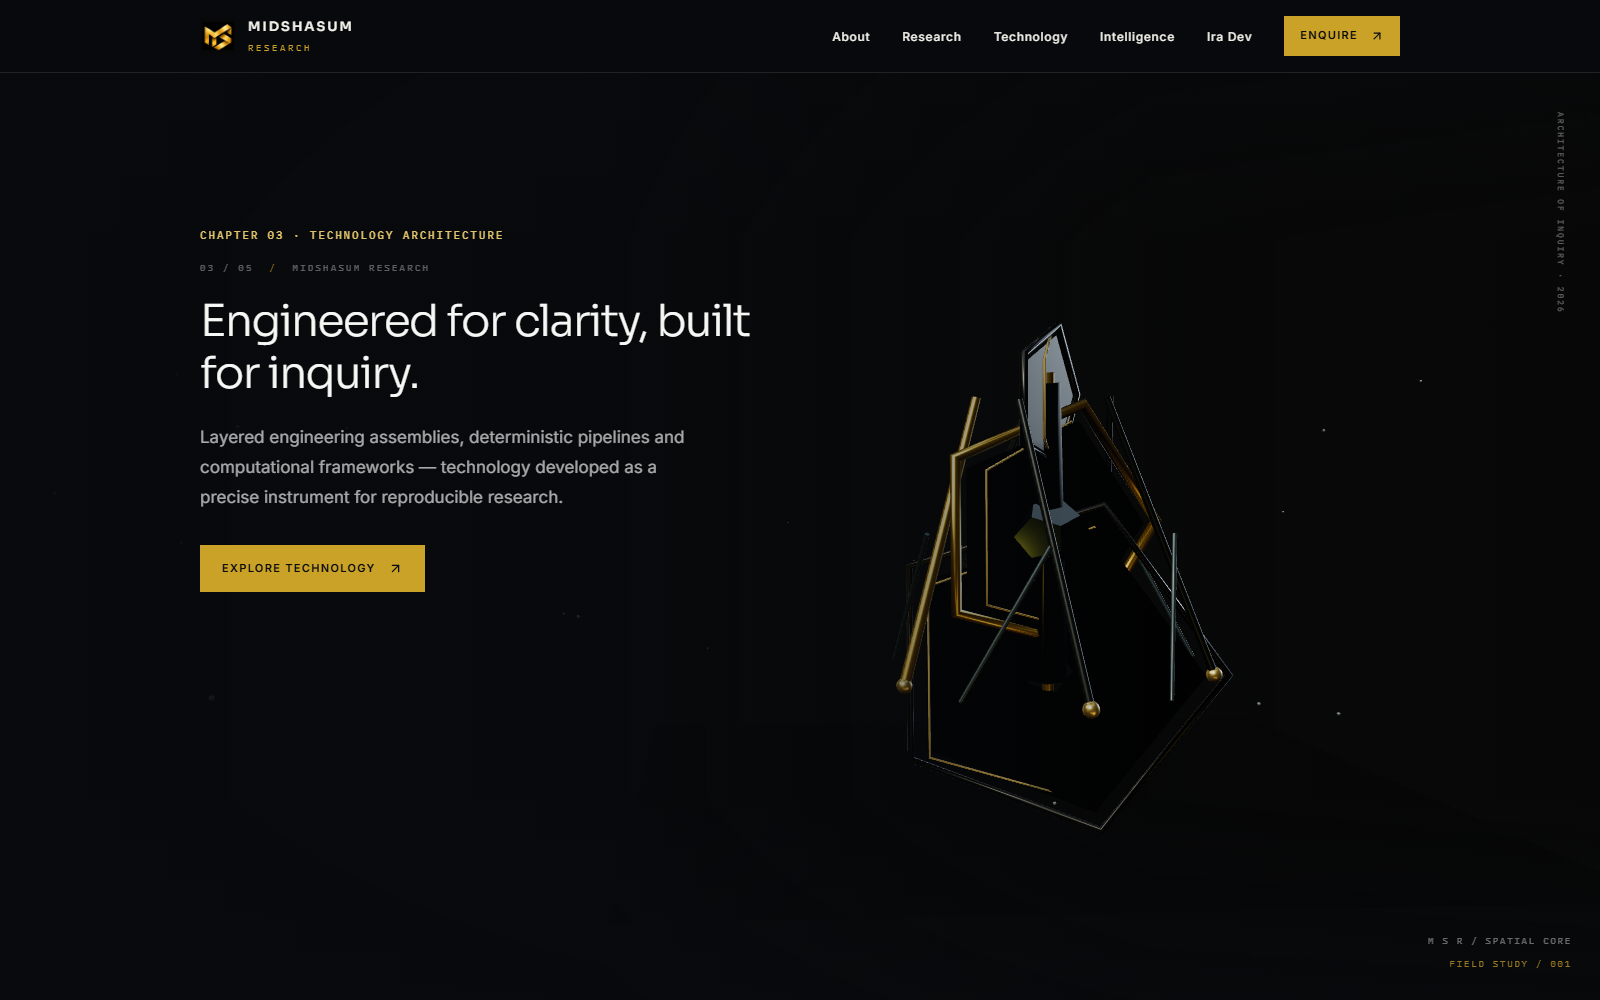 MIDSHASUM
RESEARCH
About
Research
Technology
Intelligence
Ira Dev
ENQUIRE
ARCHITECTURE OF INQUIRY · 2026
CHAPTER 03 · TECHNOLOGY ARCHITECTURE
03 / 05 / MIDSHASUM RESEARCH
Engineered for clarity, built
for inquiry.
Layered engineering assemblies, deterministic pipelines and
computational frameworks — technology developed as a
precise instrument for reproducible research.
EXPLORE TECHNOLOGY
M S R / SPATIAL CORE
FIELD STUDY / 001